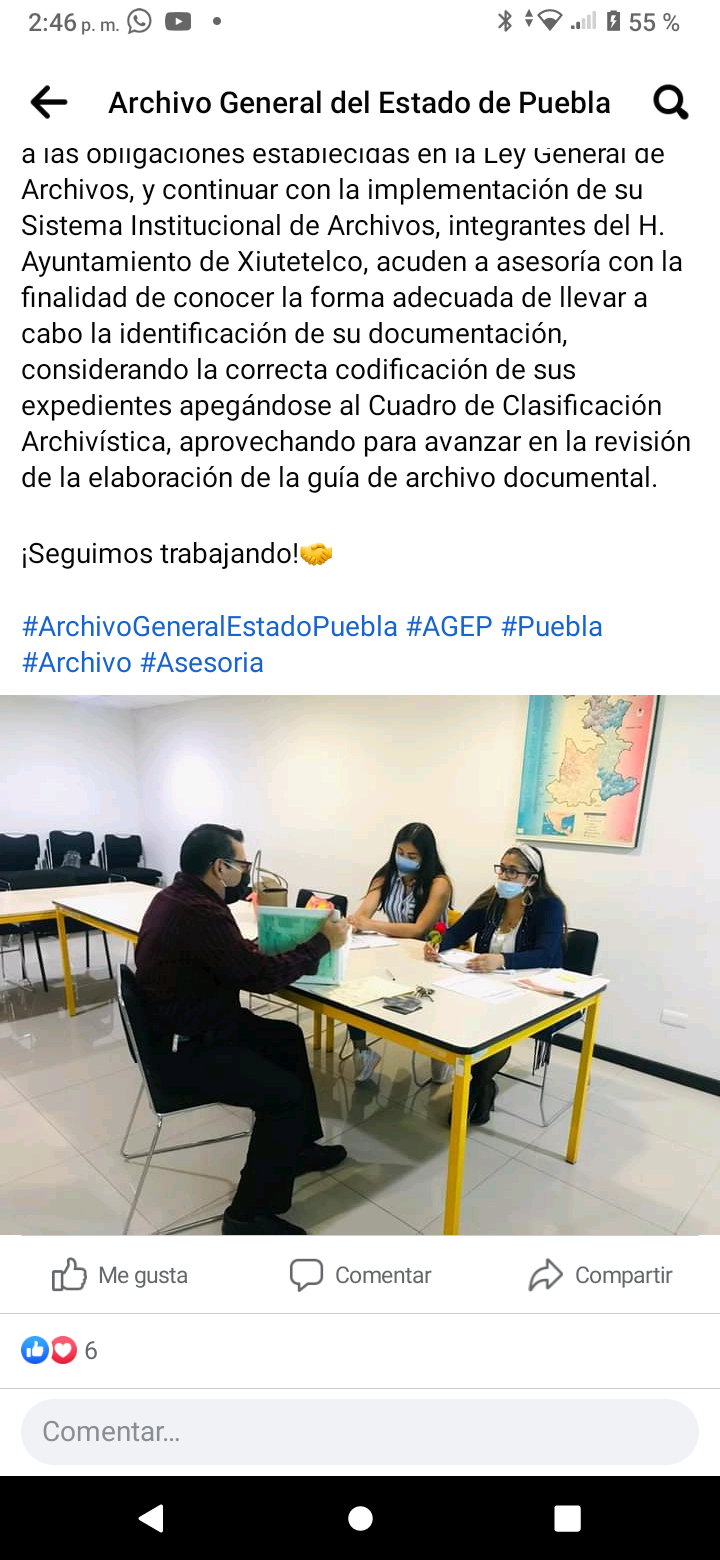 2:46 p. m.
55 %
Archivo General del Estado de Puebla
a las obligaciones establecidas en la Ley General de
Archivos, y continuar con la implementación de su
Sistema Institucional de Archivos, integrantes del H.
Ayuntamiento de Xiutetelco, acuden a asesoría con la
finalidad de conocer la forma adecuada de llevar a
cabo la identificación de su documentación,
considerando la correcta codificación de sus
expedientes apegándose al Cuadro de Clasificación
Archivística, aprovechando para avanzar en la revisión
de la elaboración de la guía de archivo documental.
¡Seguimos trabajando!🤝
#ArchivoGeneralEstadoPuebla #AGEP #Puebla
#Archivo #Asesoria
Me gusta
Comentar
Compartir
6
Comentar...